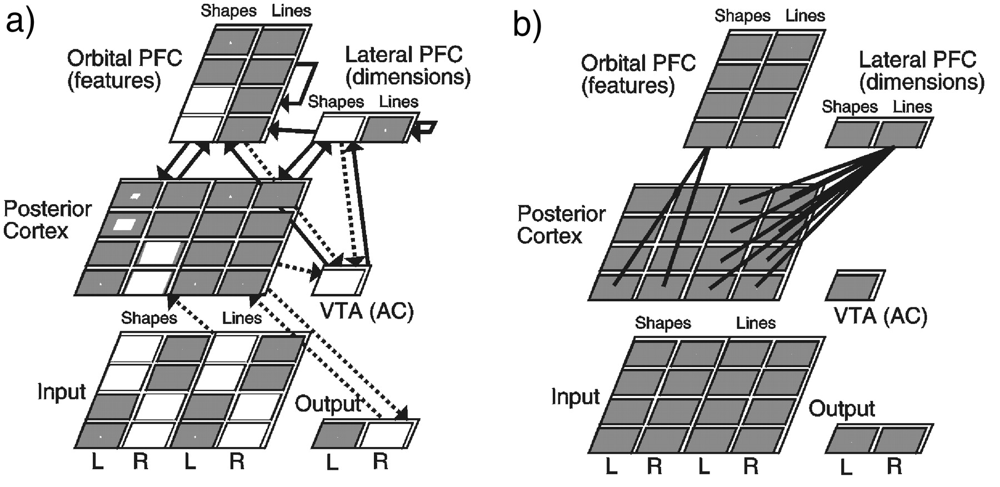 a)
Shapes Lines
Orbital PFC
(features)
Lateral PFC
(dimensions)
Shapes Lines
Posterior
Cortex
VTA (AC)
Shapes Lines
Input
Output
L R L R
L R
b)
Shapes Lines
Orbital PFC
(features)
Lateral PFC
(dimensions)
Shapes Lines
Posterior
Cortex
VTA (AC)
Shapes Lines
Input
Output
L R L R
L R